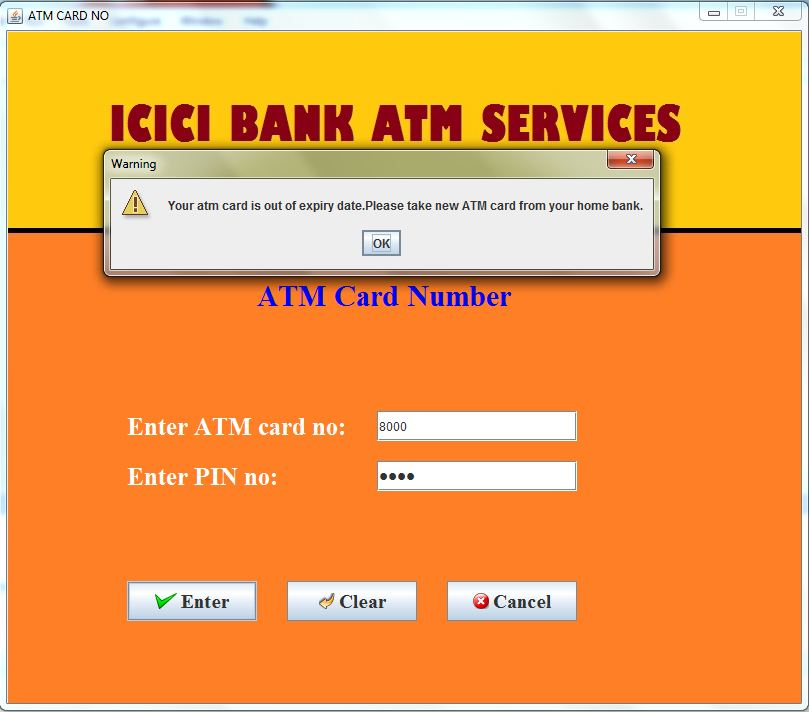 ATM CARD NO
ICICI BANK ATM SERVICES
Warning
Your atm card is out of expiry date.Please take new ATM card from your home bank.
OK
ATM Card Number
Enter ATM card no: 8000
Enter PIN no: ●●●●
Enter Clear Cancel